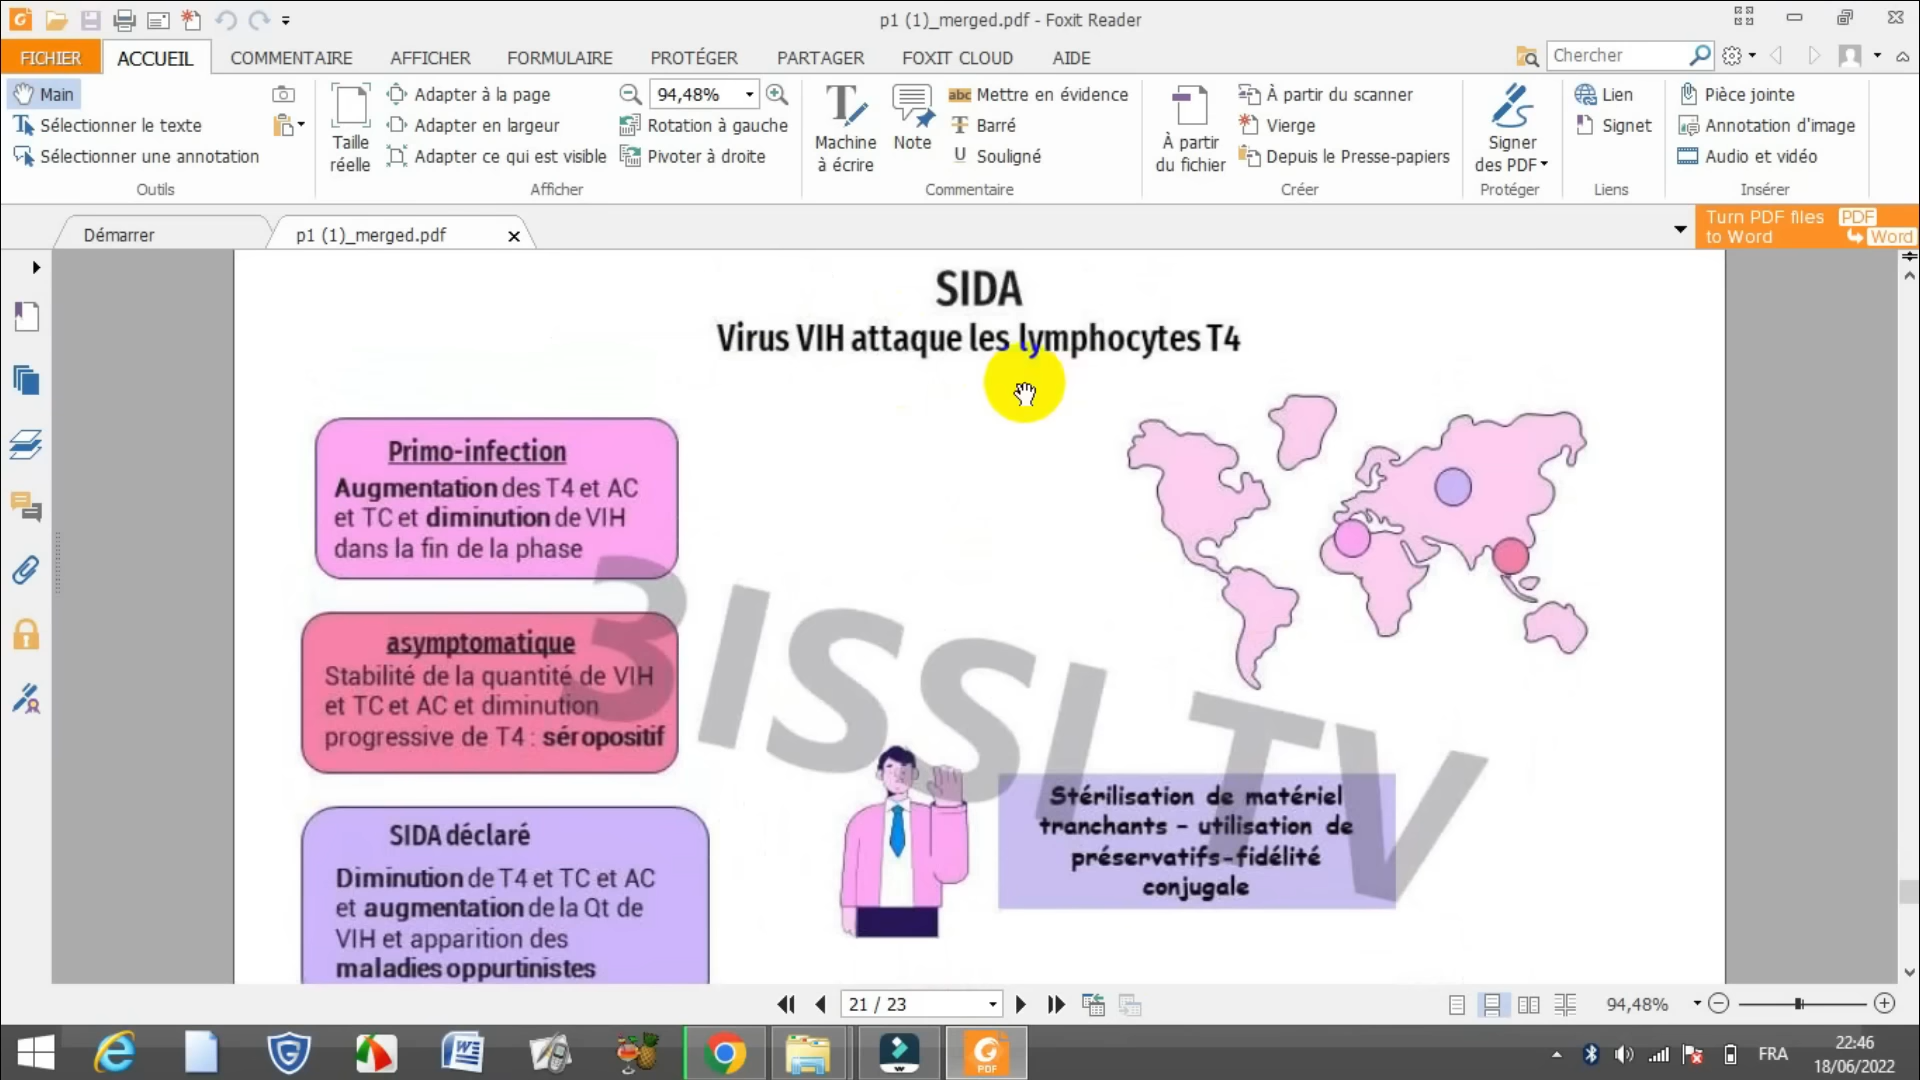 p1 (1)_merged.pdf - Foxit Reader
FICHIER ACCUEIL COMMENTAIRE AFFICHER FORMULAIRE PROTÉGER PARTAGER FOXIT CLOUD AIDE Chercher
Main
Sélectionner le texte
Sélectionner une annotation
Outils
Taille
réelle
Adapter à la page
Adapter en largeur
Adapter ce qui est visible
94,48%
Rotation à gauche
Pivoter à droite
Afficher
Machine
à écrire
Note
abc Mettre en évidence
Barré
Souligné
Commentaire
À partir
du fichier
À partir du scanner
Vierge
Depuis le Presse-papiers
Créer
Signer
des PDF
Protéger
Lien
Signet
Liens
Pièce jointe
Annotation d'image
Audio et vidéo
Insérer
Démarrer
p1 (1)_merged.pdf
Turn PDF files
to Word
PDF
Word
SIDA
Virus VIH attaque les lymphocytes T4
Primo-infection
Augmentation des T4 et AC
et TC et diminution de VIH
dans la fin de la phase
asymptomatique
Stabilité de la quantité de VIH
et TC et AC et diminution
progressive de T4 : séropositif
SIDA déclaré
Diminution de T4 et TC et AC
et augmentation de la Qt de
VIH et apparition des
maladies oppurtinistes
3ISSI TV
Stérilisation de matériel
tranchants - utilisation de
préservatifs-fidélité
conjugale
21 / 23
94,48%
PDF
FRA
22:46
18/06/2022